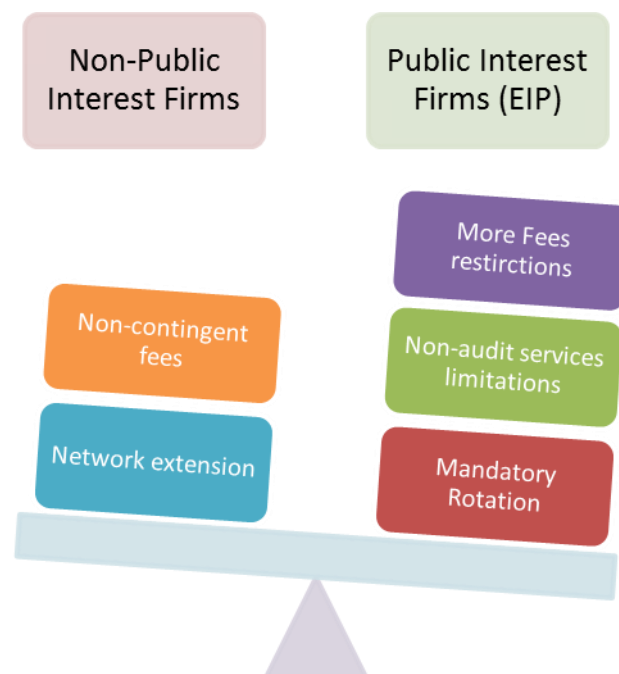 Non-Public
Interest Firms
Public Interest
Firms (EIP)
More Fees
restirctions
Non-contingent
fees
Non-audit services
limitations
Network extension
Mandatory
Rotation